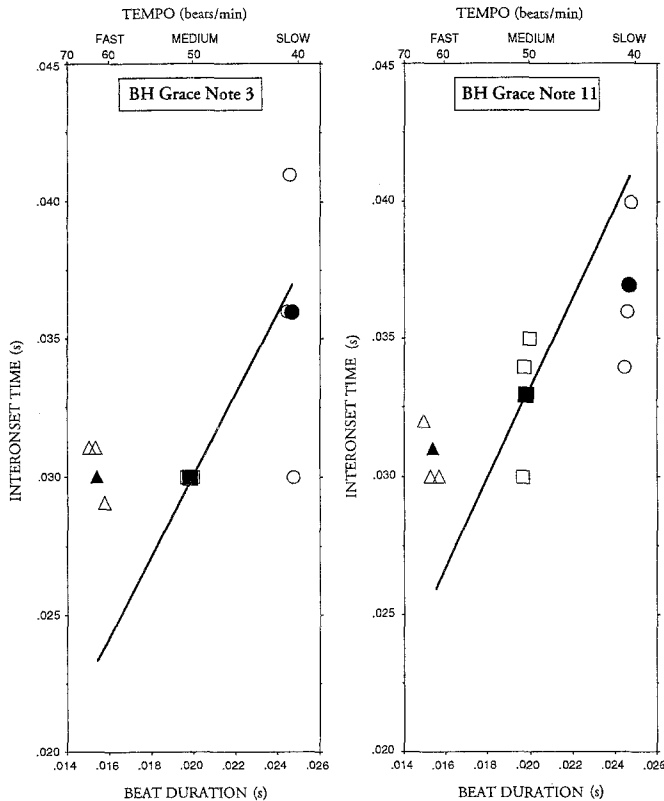 TEMPO (beats/min)
FAST MEDIUM SLOW
70 60 50 40
.045
BH Grace Note 3
.040
.035
.030
.025
.020
INTERONSET TIME (s)
.014 .016 .018 .020 .022 .024 .026
BEAT DURATION (s)
TEMPO (beats/min)
FAST MEDIUM SLOW
70 60 50 40
.045
BH Grace Note 11
.040
.035
.030
.025
.020
INTERONSET TIME (s)
.014 .016 .018 .020 .022 .024 .026
BEAT DURATION (s)